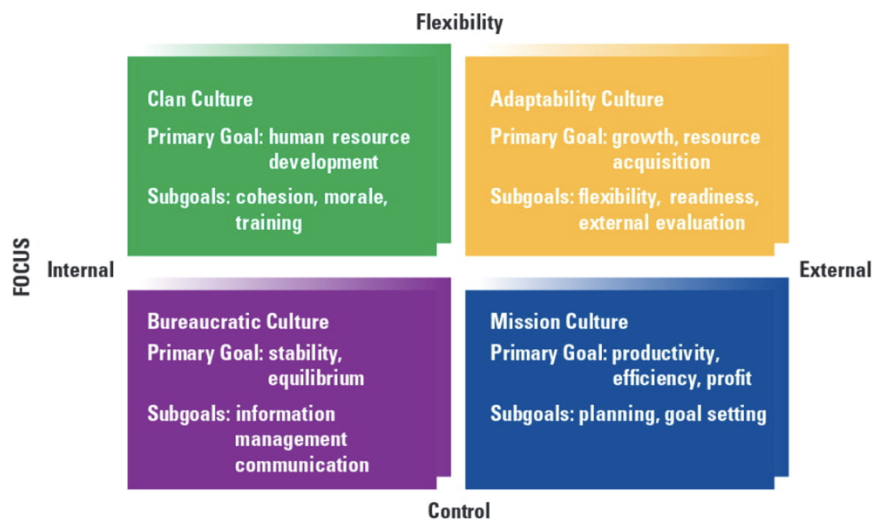 Flexibility
Clan Culture
Primary Goal: human resource
development
Subgoals: cohesion, morale,
training
Adaptability Culture
Primary Goal: growth, resource
acquisition
Subgoals: flexibility, readiness,
external evaluation
FOCUS
Internal
External
Bureaucratic Culture
Primary Goal: stability,
equilibrium
Subgoals: information
management
communication
Mission Culture
Primary Goal: productivity,
efficiency, profit
Subgoals: planning, goal setting
Control